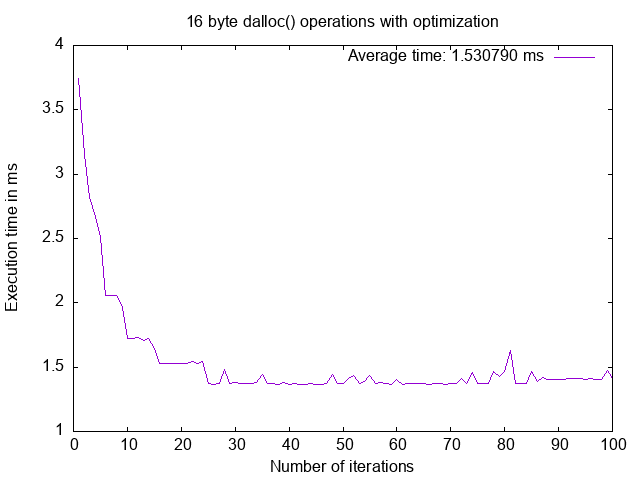 16 byte dalloc() operations with optimization
Average time: 1.530790 ms
4
3.5
3
2.5
2
1.5
1
Execution time in ms
0 10 20 30 40 50 60 70 80 90 100
Number of iterations